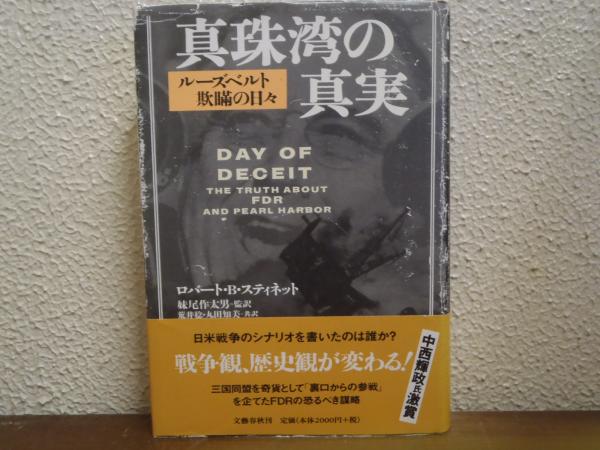 真珠湾の
真実
ルーズベルト
欺瞞の日々
DAY OF
DECEIT
THE TRUTH ABOUT
FDR
AND PEARL HARBOR
ロバート・B・スティネット
妹尾作太男-監訳
荒井稔・丸田知美-共訳
日米戦争のシナリオを書いたのは誰か?
戦争観、歴史観が変わる!
三国同盟を奇貨として「裏口からの参戦」
を企てたFDRの恐るべき謀略
中西輝政氏激賞
文藝春秋刊 定価(本体2000円+税)